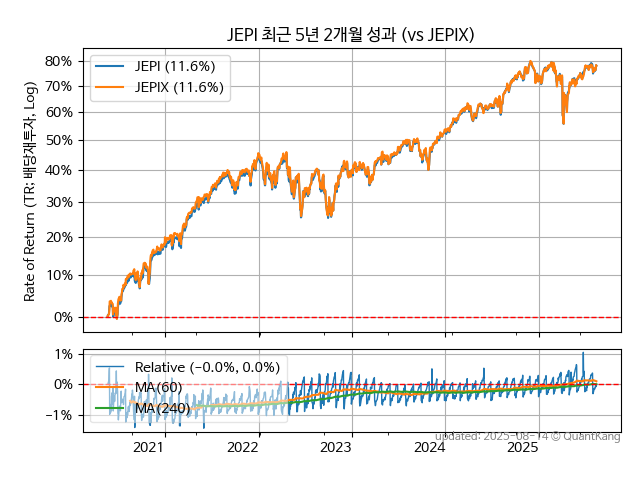 JEPI 최근 5년 2개월 성과 (vs JEPIX)
Rate of Return (TR: 배당재투자, Log)
80%
70%
60%
50%
40%
30%
20%
10%
0%
JEPI (11.6%)
JEPIX (11.6%)
1%
0%
−1%
Relative (−0.0%, 0.0%)
MA(60)
MA(240)
2021
2022
2023
2024
2025
updated: 2025-08-14 © QuantKang